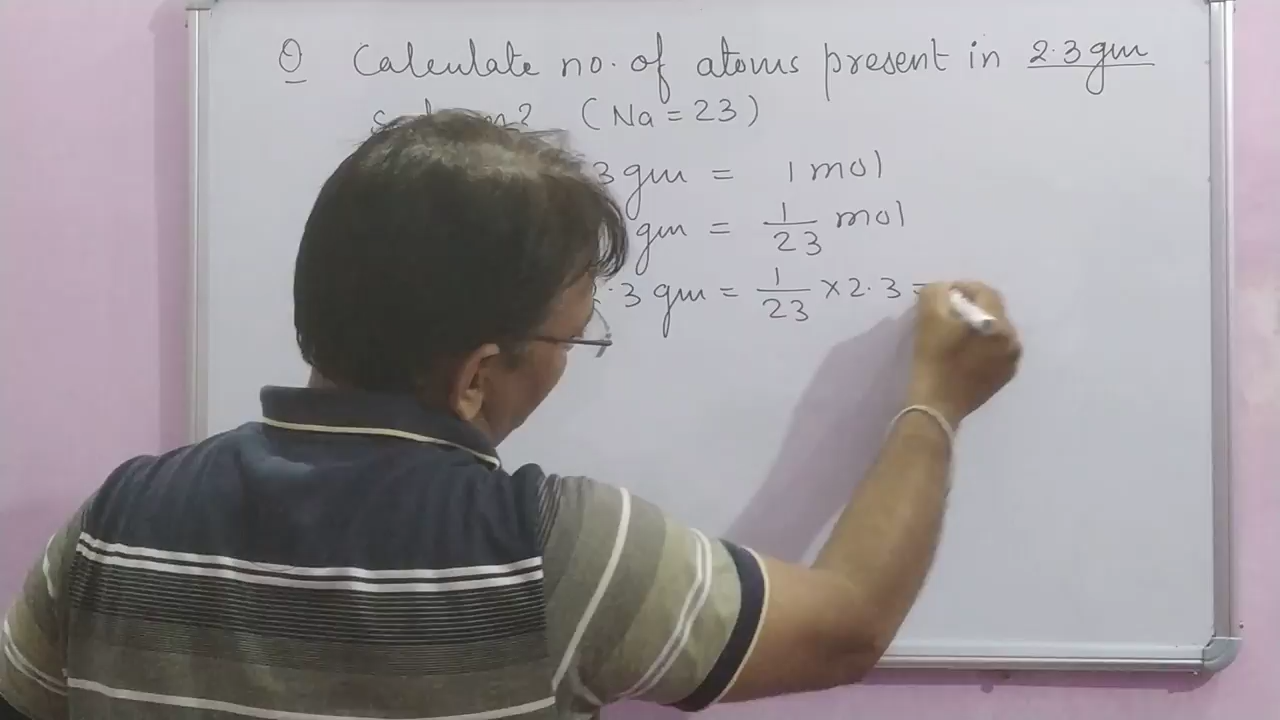 Q Calculate no. of atoms present in 2.3 gm
(Na = 23)
3 gm = 1 mol
gm = 1/23 mol
2.3 gm = 1/23 × 2.3 =